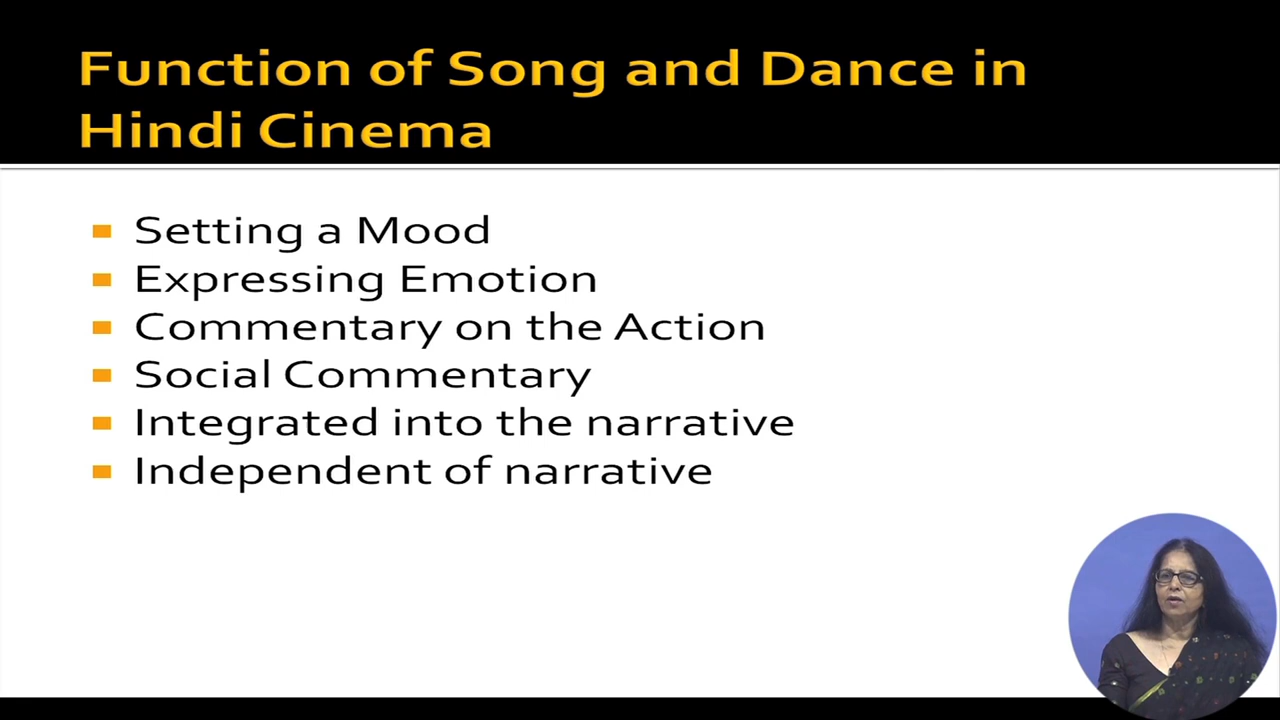 Function of Song and Dance in
Hindi Cinema
Setting a Mood
Expressing Emotion
Commentary on the Action
Social Commentary
Integrated into the narrative
Independent of narrative